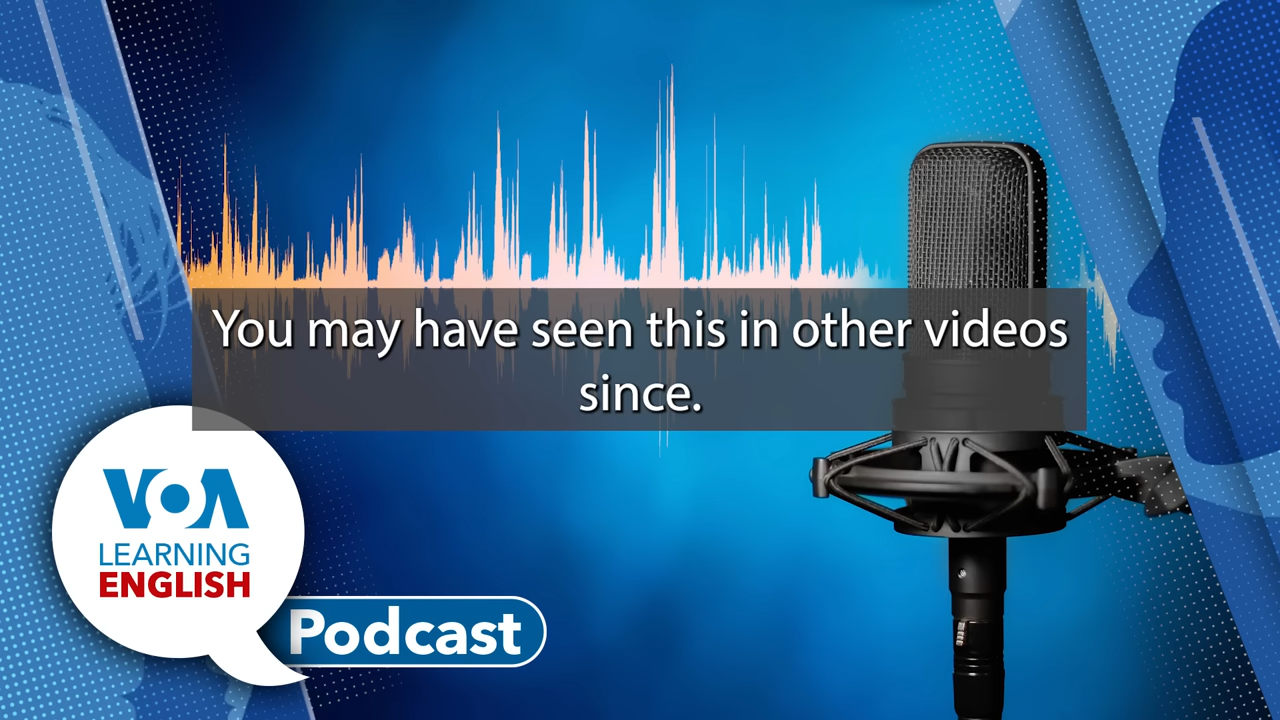 You may have seen this in other videos
since.
VOA
LEARNING
ENGLISH
Podcast